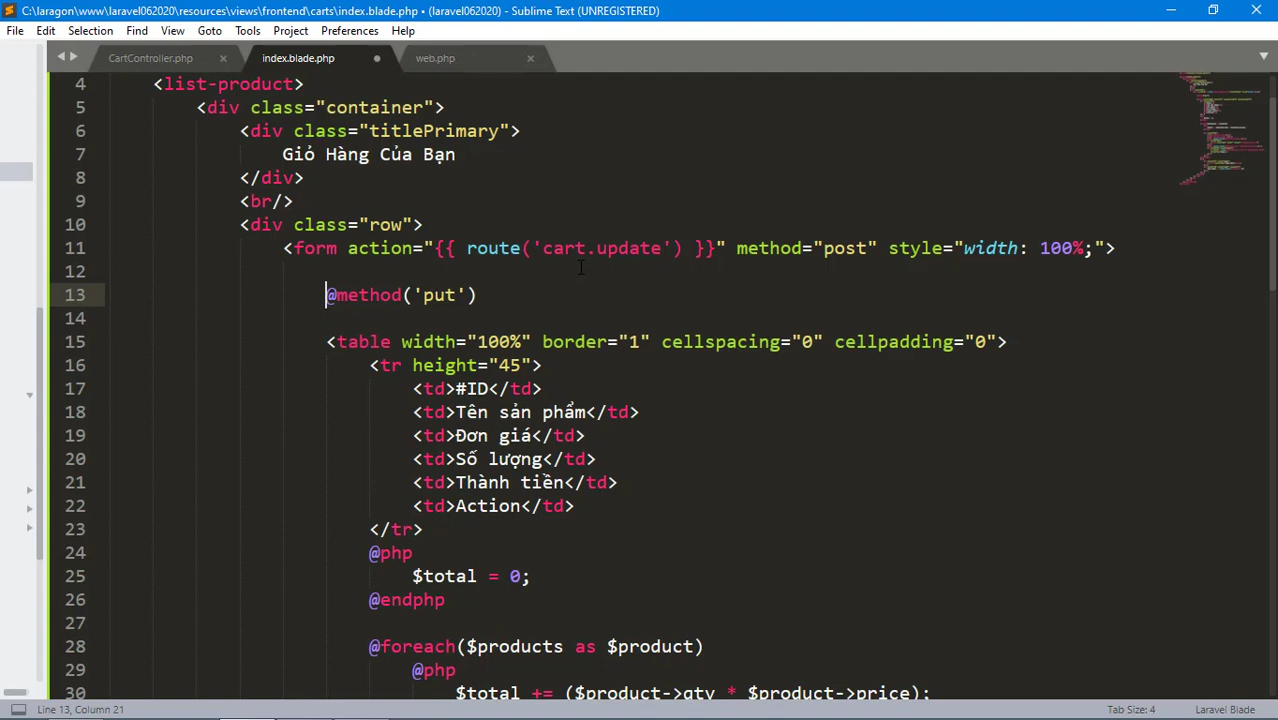 C:\laragon\www\laravel062020\resources\views\frontend\carts\index.blade.php • (laravel062020) - Sublime Text (UNREGISTERED)
File Edit Selection Find View Goto Tools Project Preferences Help
CartController.php index.blade.php web.php
4 <list-product>
5 <div class="container">
6 <div class="titlePrimary">
7 Giỏ Hàng Của Bạn
8 </div>
9 <br/>
10 <div class="row">
11 <form action="{{ route('cart.update') }}" method="post" style="width: 100%;">
12
13 @method('put')
14
15 <table width="100%" border="1" cellspacing="0" cellpadding="0">
16 <tr height="45">
17 <td>#ID</td>
18 <td>Tên sản phẩm</td>
19 <td>Đơn giá</td>
20 <td>Số lượng</td>
21 <td>Thành tiền</td>
22 <td>Action</td>
23 </tr>
24 @php
25 $total = 0;
26 @endphp
27
28 @foreach($products as $product)
29 @php
30 $total += ($product->qty * $product->price);
Line 13, Column 21 Tab Size: 4 Laravel Blade